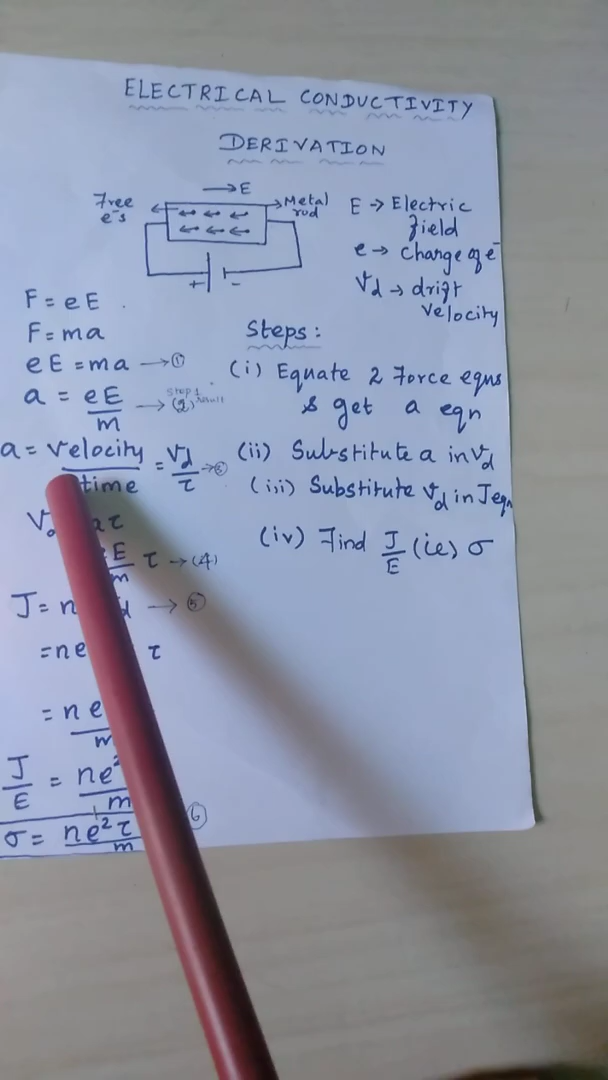 ELECTRICAL CONDUCTIVITY
DERIVATION
→E
Free
e⁻s
Metal
rod
+ -
E → Electric
field
e → charge of e⁻
Vd → drift
velocity
F = eE
F = ma
eE = ma → ①
a = eE/m → (2) step 1 result
a = velocity/time = Vd/τ
τ → (4)
J = n → ⑤
= ne τ
= ne
J/E = ne²/m
σ = ne²τ/m 6
Steps:
(i) Equate 2 Force eqns
& get a eqn
(ii) Substitute a in Vd
(iii) Substitute Vd in J eqn
(iv) Find J/E (ie) σ